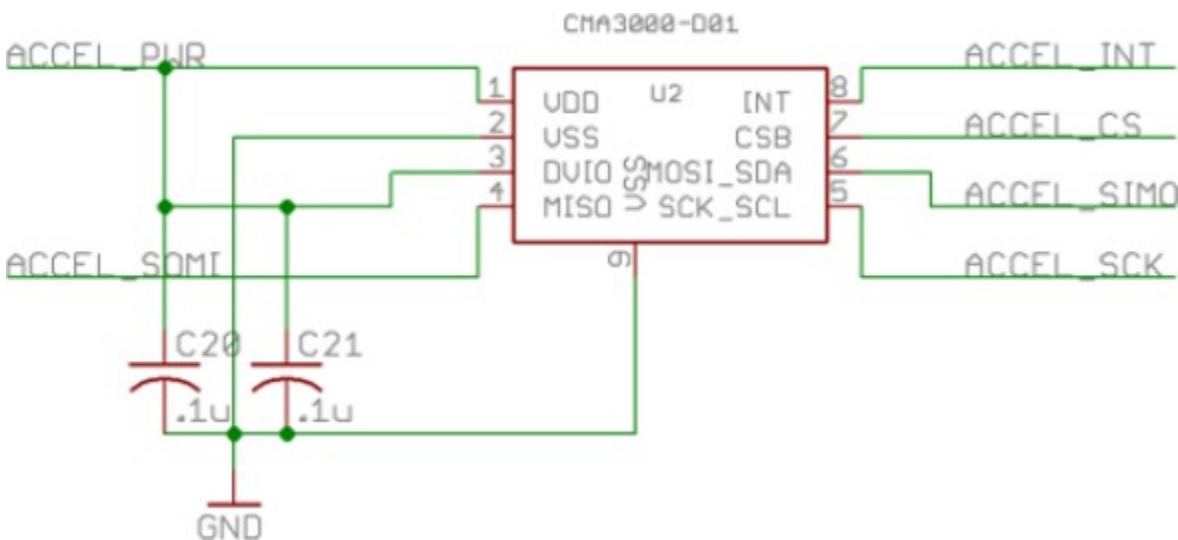 CMA3000-D01
ACCEL_PWR
ACCEL_INT
1
VDD
U2
INT
8
2
VSS
CSB
7
ACCEL_CS
3
DVIO
VSS
MOSI_SDA
6
4
MISO
SCK_SCL
5
ACCEL_SIMO
ACCEL_SOMI
9
ACCEL_SCK
C20
C21
.1u
.1u
GND